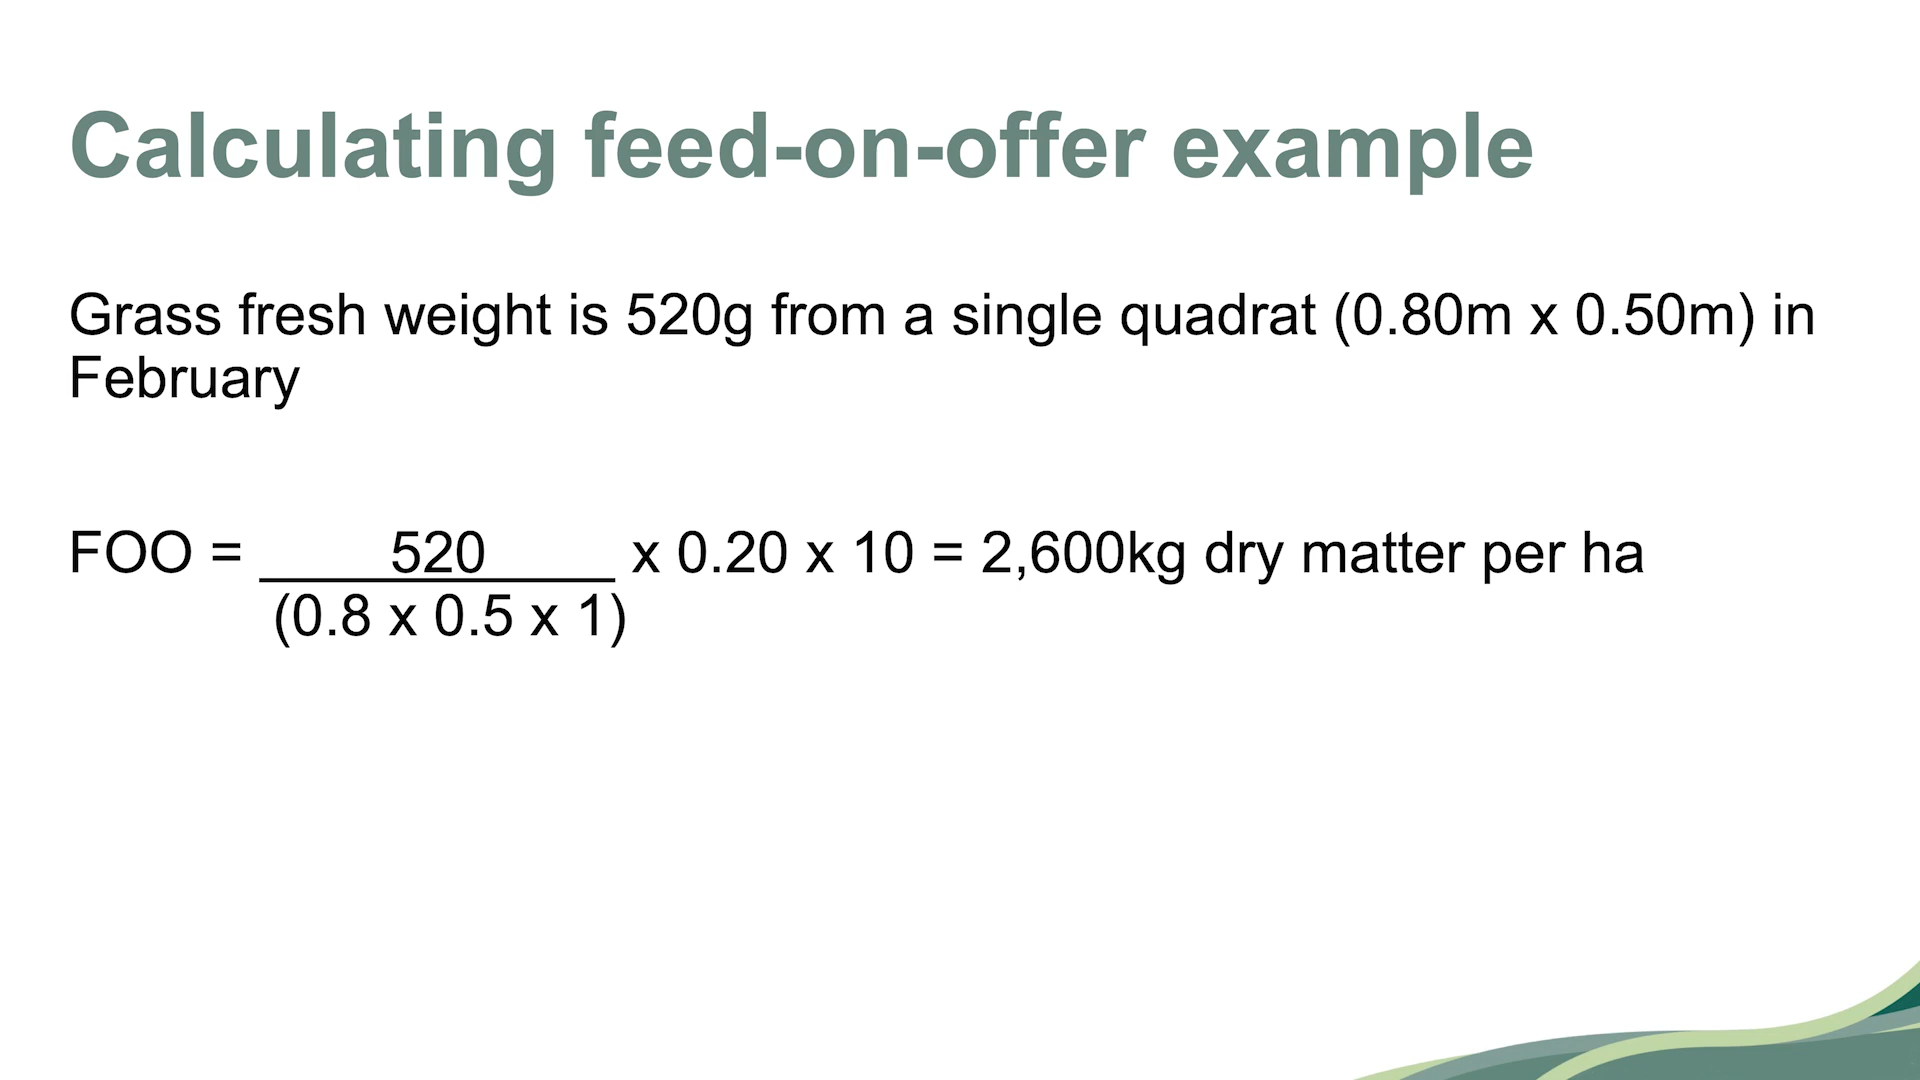 Calculating feed-on-offer example
Grass fresh weight is 520g from a single quadrat (0.80m x 0.50m) in
February
FOO = 520 x 0.20 x 10 = 2,600kg dry matter per ha
(0.8 x 0.5 x 1)